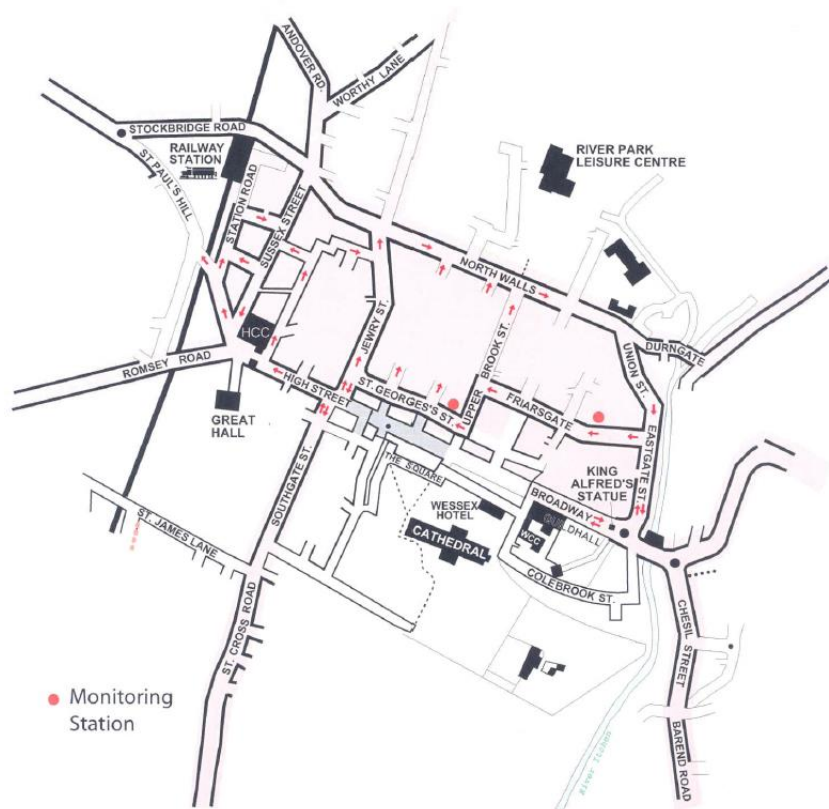 ANDOVER RD.
WORTHY LANE
STOCKBRIDGE ROAD
RAILWAY
STATION
ST PAUL'S HILL
STATION ROAD
SUSSEX STREET
RIVER PARK
LEISURE CENTRE
NORTH WALLS
HCC
JEWRY ST.
UPPER BROOK ST.
UNION ST.
DURNGATE
ROMSEY ROAD
HIGH STREET
ST. GEORGES'S ST.
FRIARSGATE
EASTGATE ST.
GREAT
HALL
SOUTHGATE ST.
THE SQUARE
KING
ALFRED'S
STATUE
BROADWAY
WESSEX
HOTEL
GUILDHALL
CATHEDRAL
WCC
ST. JAMES LANE
COLEBROOK ST.
ST. CROSS ROAD
CHESIL STREET
Monitoring
Station
BAREND ROAD
River Itchen